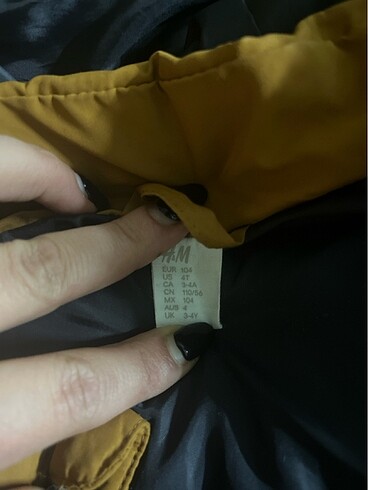 H&M
EUR 104
US 4T
CA 3-4A
CN 110/56
MX 104
AUS 4
UK 3-4Y